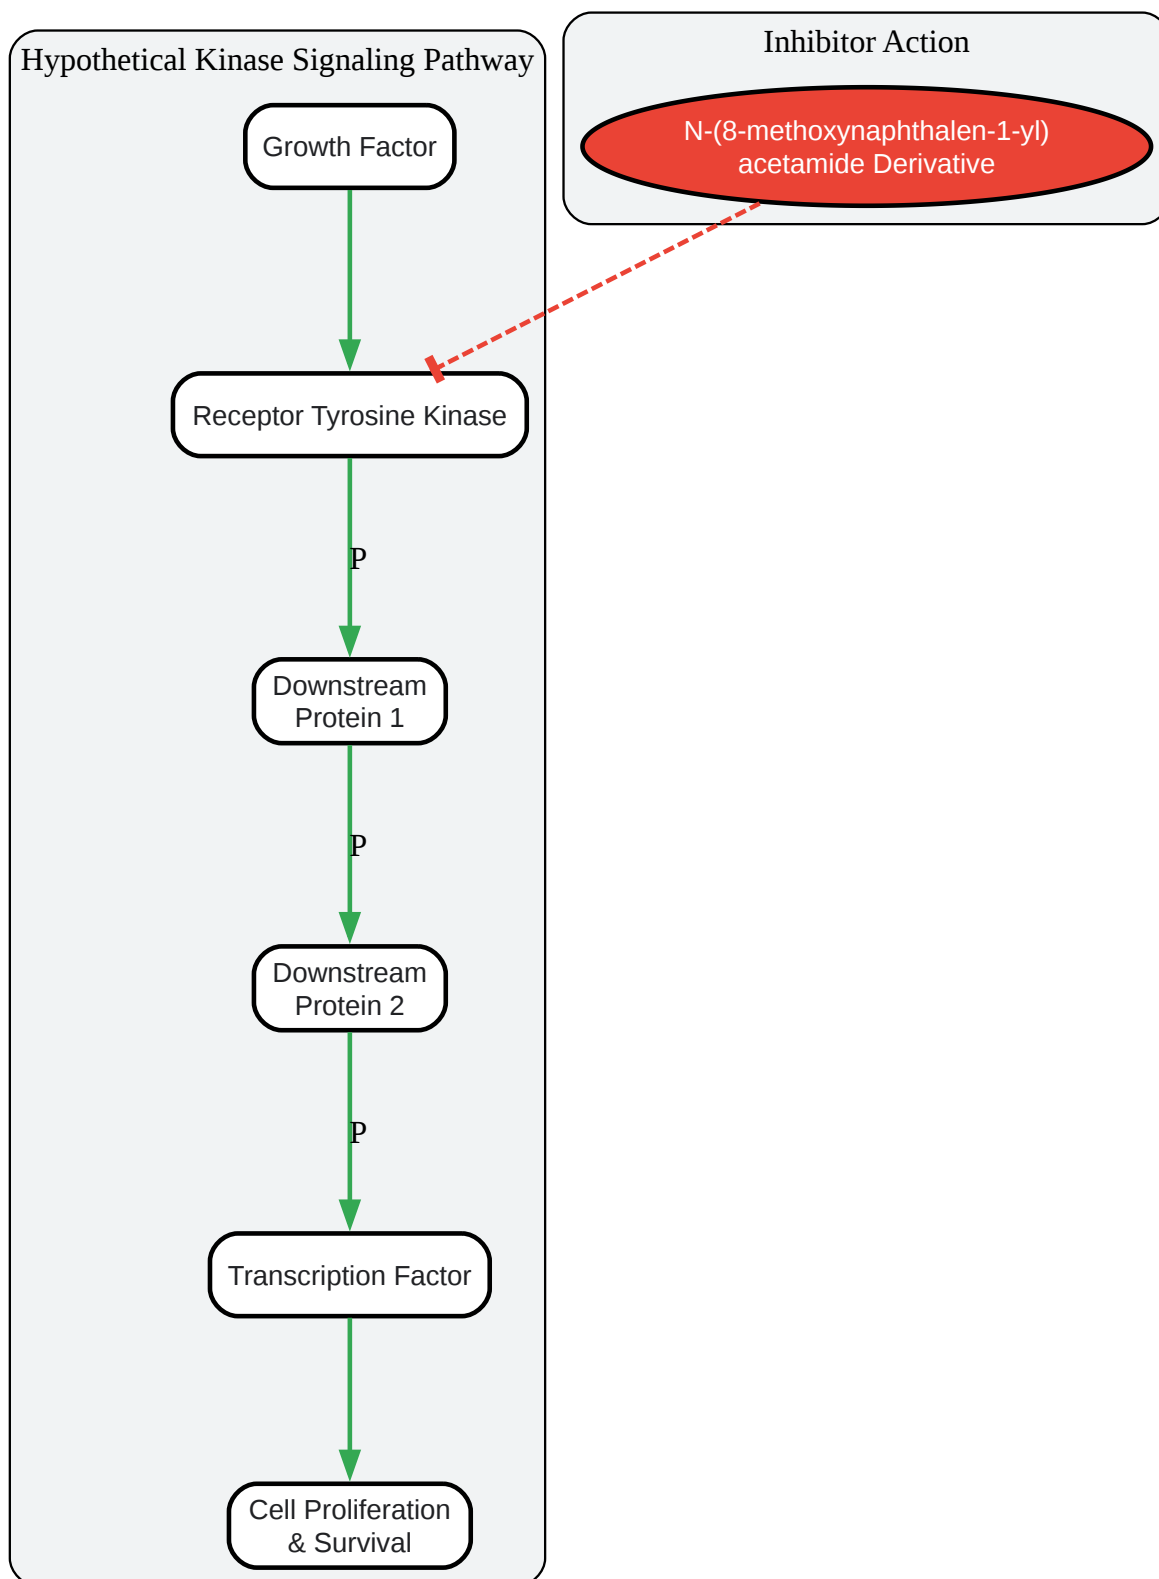 Hypothetical Kinase Signaling Pathway
Inhibitor Action
Growth Factor
N-(8-methoxynaphthalen-1-yl)
acetamide Derivative
Receptor Tyrosine Kinase
P
Downstream
Protein 1
P
Downstream
Protein 2
P
Transcription Factor
Cell Proliferation
& Survival